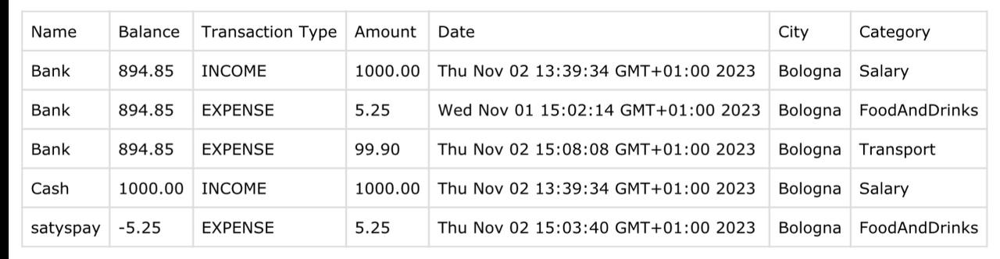 Name Balance Transaction Type Amount Date City Category
Bank 894.85 INCOME 1000.00 Thu Nov 02 13:39:34 GMT+01:00 2023 Bologna Salary
Bank 894.85 EXPENSE 5.25 Wed Nov 01 15:02:14 GMT+01:00 2023 Bologna FoodAndDrinks
Bank 894.85 EXPENSE 99.90 Thu Nov 02 15:08:08 GMT+01:00 2023 Bologna Transport
Cash 1000.00 INCOME 1000.00 Thu Nov 02 13:39:34 GMT+01:00 2023 Bologna Salary
satyspay -5.25 EXPENSE 5.25 Thu Nov 02 15:03:40 GMT+01:00 2023 Bologna FoodAndDrinks